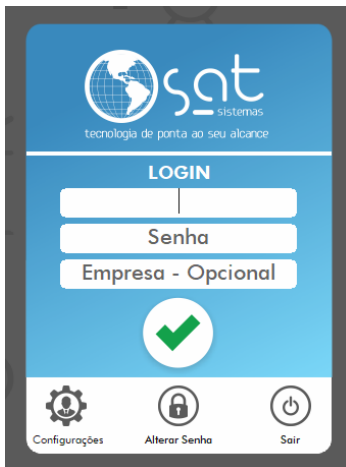 sat
sistemas
tecnologia de ponta ao seu alcance
LOGIN
Senha
Empresa - Opcional
Configurações
Alterar Senha
Sair